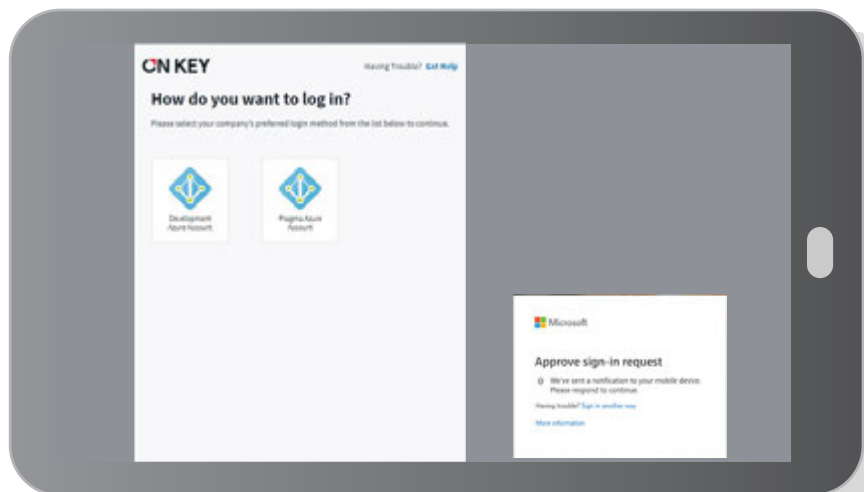 ON KEY
Having Trouble? Get Help
How do you want to log in?
Please select your company's preferred login method from the list below to continue.
Development
Azure Account
Pragma Azure
Account
Microsoft
Approve sign-in request
We've sent a notification to your mobile device.
Please respond to continue.
Having trouble? Sign in another way
More information